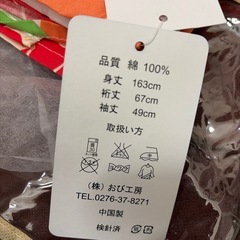 品質 綿 100%
身丈 163cm
裄丈 67cm
袖丈 49cm
取扱い方
(株) おび工房
TEL.0276-37-8271
中国製
検針済